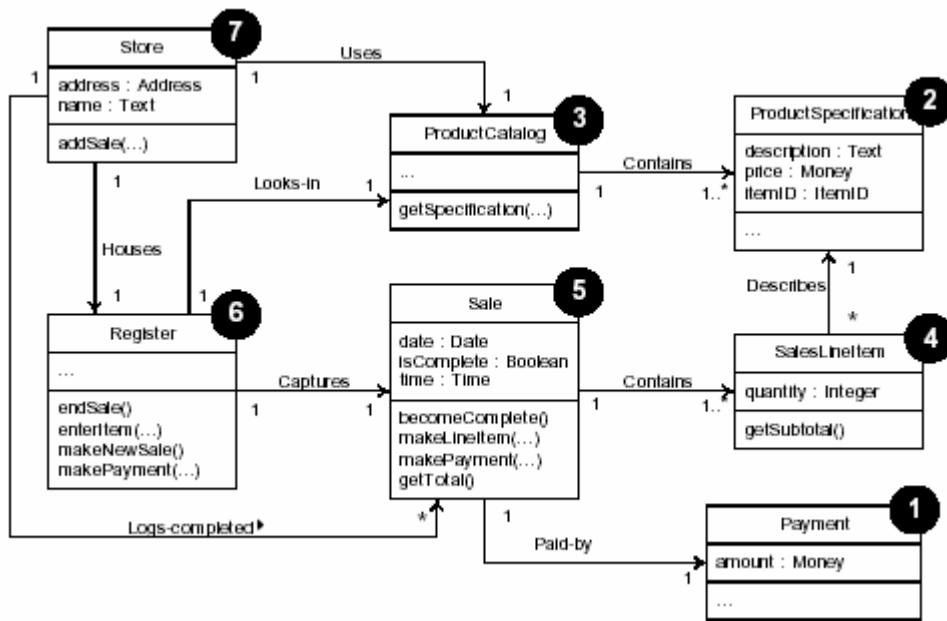 Store
7
1
address : Address
name : Text
addSale(...)
1
Uses
1
ProductCatalog
3
...
getSpecification(...)
1
Contains
1..*
ProductSpecification
2
description : Text
price : Money
itemID : ItemID
...
1
Houses
1
Looks-in
1
1
Register
6
...
endSale()
enterItem(...)
makeNewSale()
makePayment(...)
1
Captures
1
Sale
5
date : Date
isComplete : Boolean
time : Time
becomeComplete()
makeLineItem(...)
makePayment(...)
getTotal()
1
Contains
1..*
Describes
1
*
SalesLineItem
4
quantity : Integer
getSubtotal()
Logs-completed
*
1
Paid-by
1
Payment
1
amount : Money
...